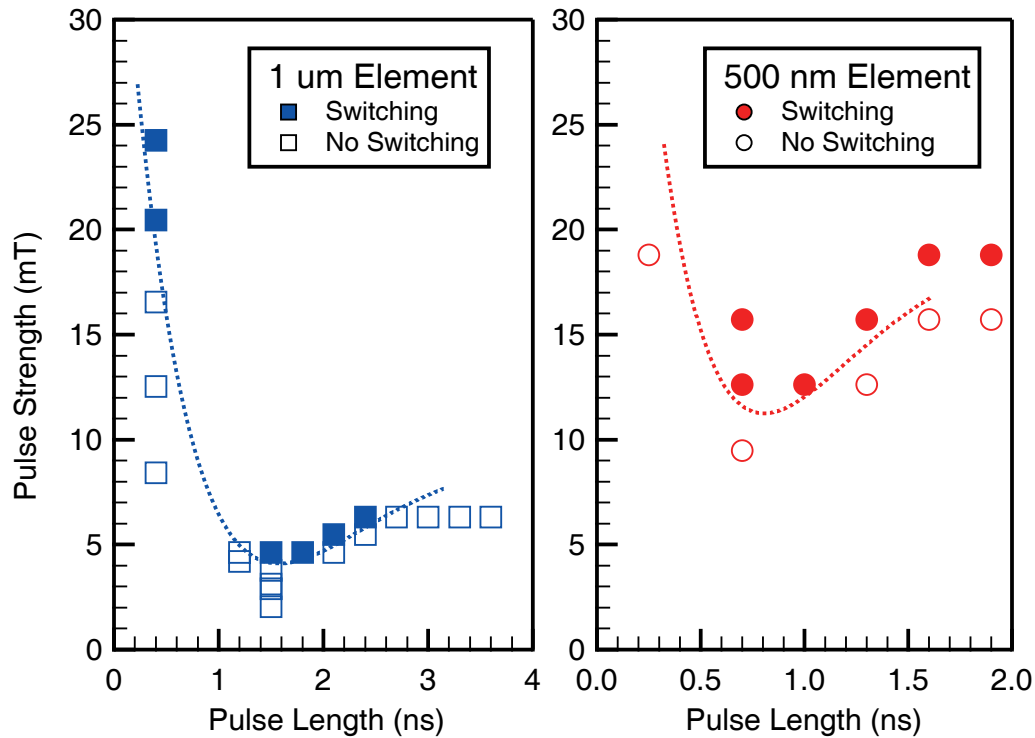 30
25
20
15
10
5
0
Pulse Strength (mT)
1 um Element
Switching
No Switching
0
1
2
3
4
Pulse Length (ns)
30
25
20
15
10
5
0
500 nm Element
Switching
No Switching
0.0
0.5
1.0
1.5
2.0
Pulse Length (ns)